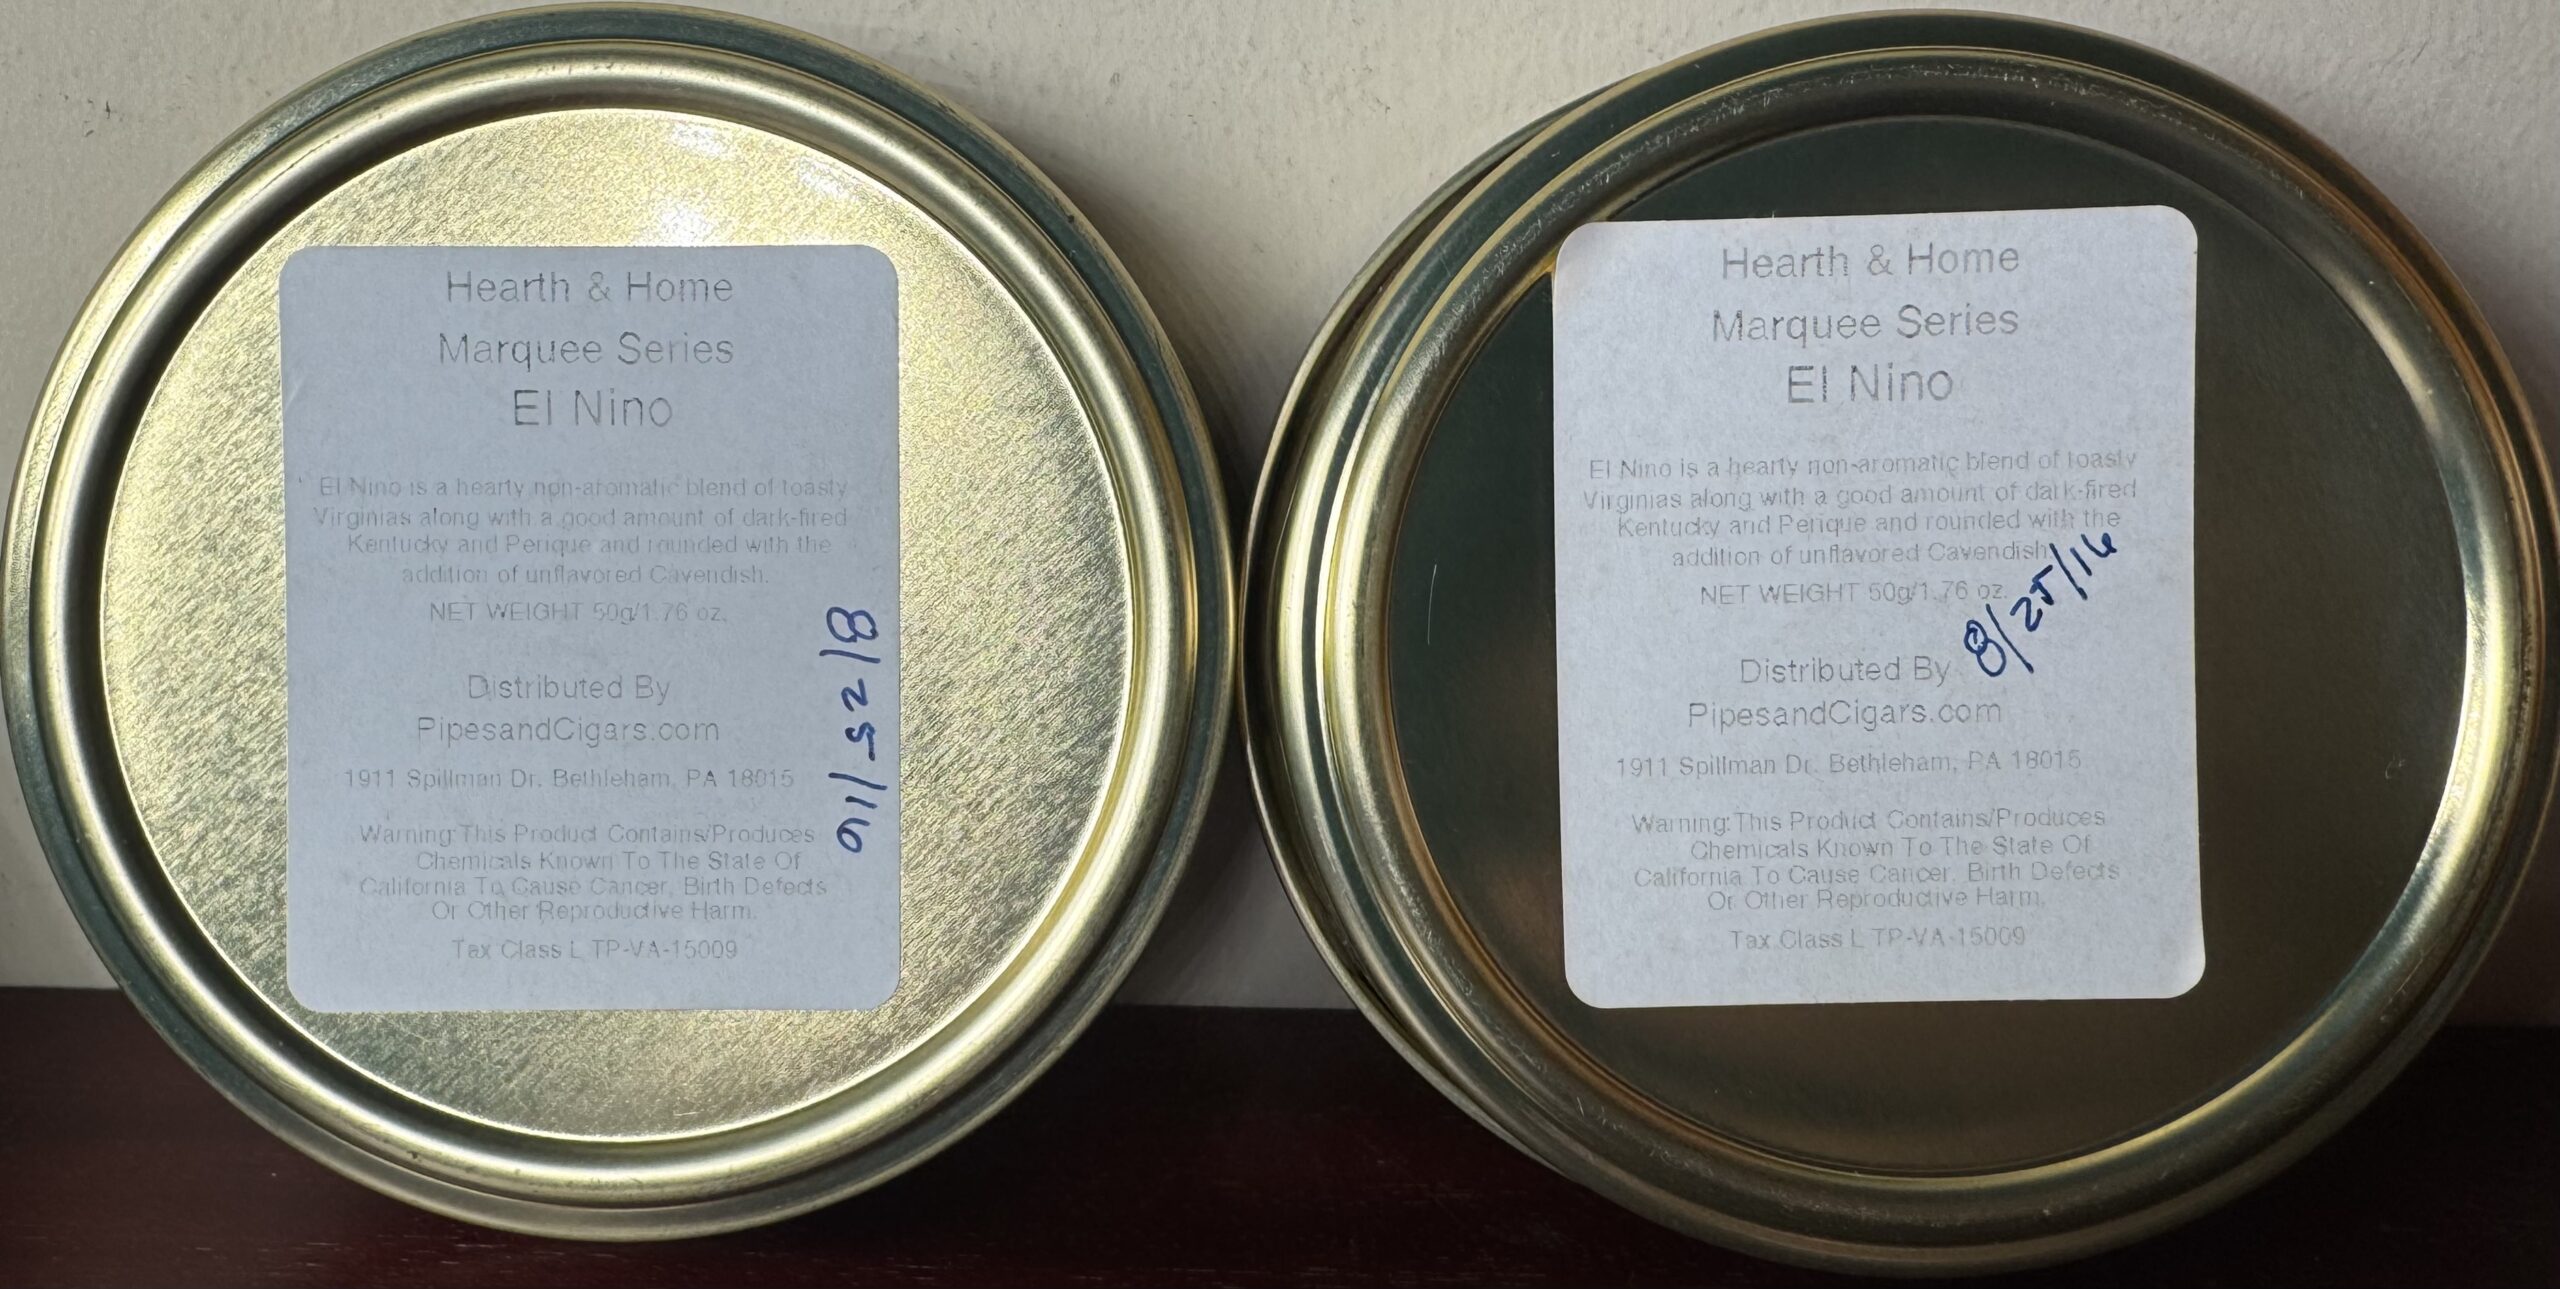 Hearth & Home
Marquee Series
El Nino
El Nino is a hearty non-aromatic blend of toasty
Virginias along with a good amount of dark-fired
Kentucky and Perique and rounded with the
addition of unflavored Cavendish.
NET WEIGHT 50g/1.76 oz.
8/25/16
Distributed By
PipesandCigars.com
1911 Spillman Dr. Bethleham, PA 18015
Warning:This Product Contains/Produces
Chemicals Known To The State Of
California To Cause Cancer, Birth Defects
Or Other Reproductive Harm.
Tax Class L TP-VA-15009
Hearth & Home
Marquee Series
El Nino
El Nino is a hearty non-aromatic blend of toasty
Virginias along with a good amount of dark-fired
Kentucky and Perique and rounded with the
addition of unflavored Cavendish.
NET WEIGHT 50g/1.76 oz.
8/25/16
Distributed By
PipesandCigars.com
1911 Spillman Dr. Bethleham, PA 18015
Warning:This Product Contains/Produces
Chemicals Known To The State Of
California To Cause Cancer, Birth Defects
Or Other Reproductive Harm.
Tax Class L TP-VA-15009